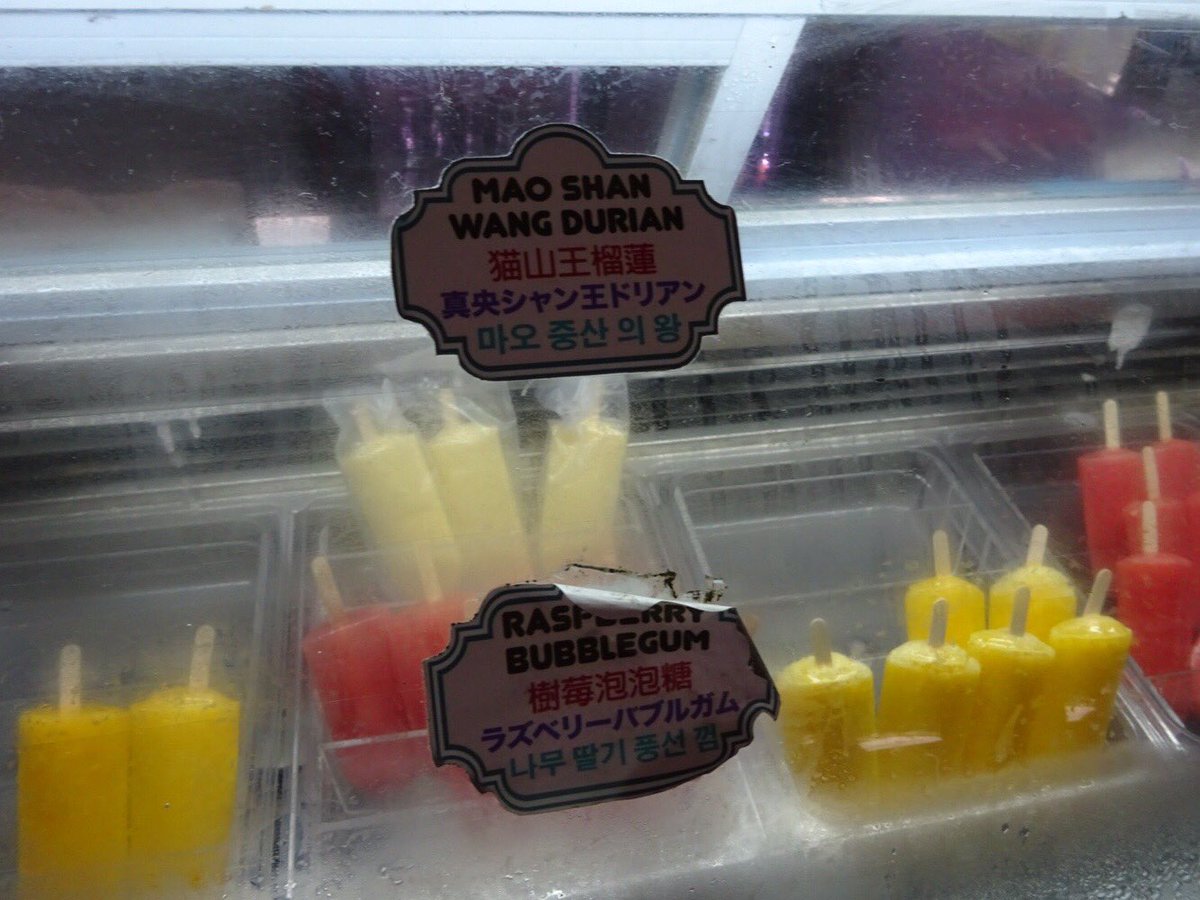 MAO SHAN
WANG DURIAN
猫山王榴蓮
真央シャン王ドリアン
마오 중산 의 왕
RASPBERRY
BUBBLEGUM
樹莓泡泡糖
ラズベリーバブルガム
나무 딸기 풍선 껌